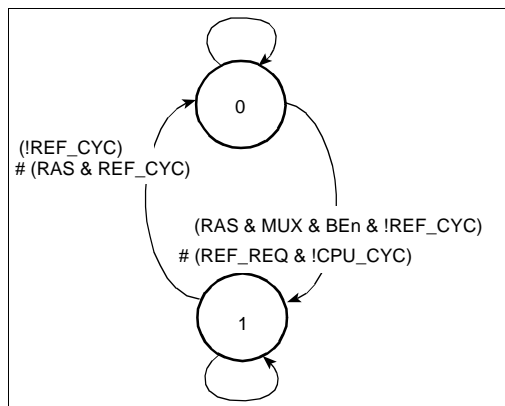 0
(!REF_CYC)
# (RAS & REF_CYC)
(RAS & MUX & BEn & !REF_CYC)
# (REF_REQ & !CPU_CYC)
1